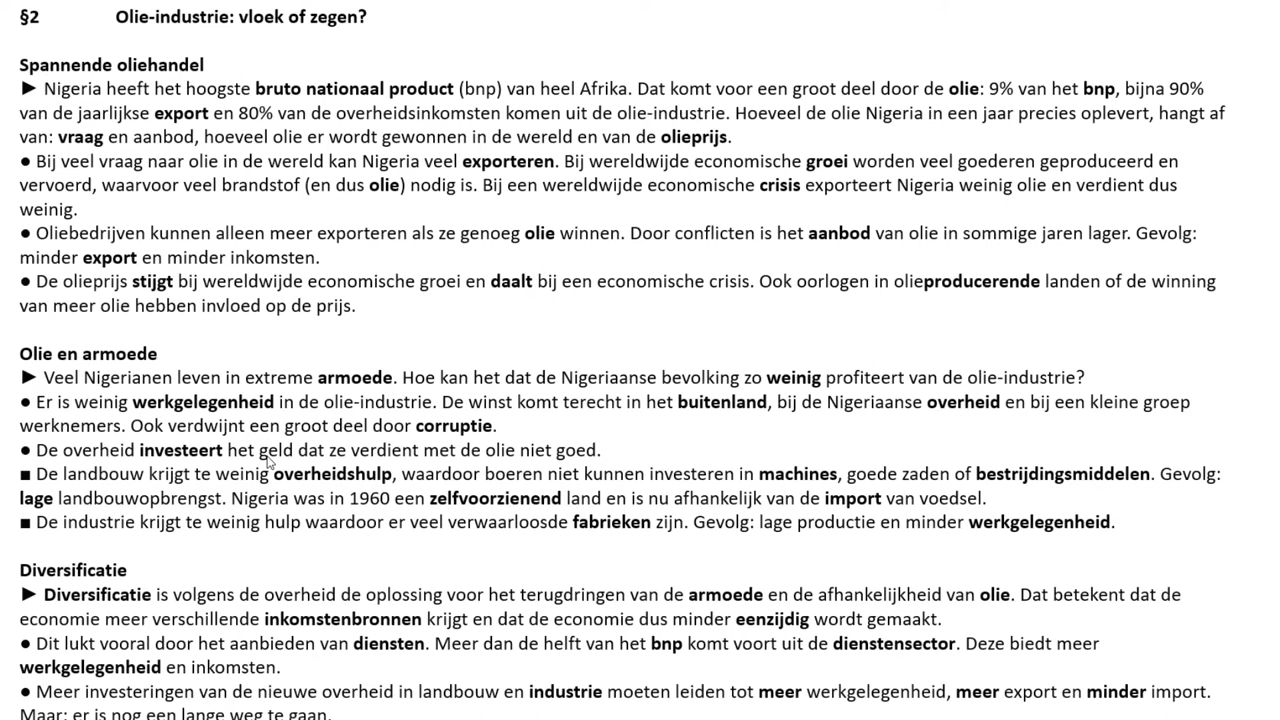 §2 Olie-industrie: vloek of zegen?
Spannende oliehandel
► Nigeria heeft het hoogste bruto nationaal product (bnp) van heel Afrika. Dat komt voor een groot deel door de olie: 9% van het bnp, bijna 90%
van de jaarlijkse export en 80% van de overheidsinkomsten komen uit de olie-industrie. Hoeveel de olie Nigeria in een jaar precies oplevert, hangt af
van: vraag en aanbod, hoeveel olie er wordt gewonnen in de wereld en van de olieprijs.
● Bij veel vraag naar olie in de wereld kan Nigeria veel exporteren. Bij wereldwijde economische groei worden veel goederen geproduceerd en
vervoerd, waarvoor veel brandstof (en dus olie) nodig is. Bij een wereldwijde economische crisis exporteert Nigeria weinig olie en verdient dus
weinig.
● Oliebedrijven kunnen alleen meer exporteren als ze genoeg olie winnen. Door conflicten is het aanbod van olie in sommige jaren lager. Gevolg:
minder export en minder inkomsten.
● De olieprijs stijgt bij wereldwijde economische groei en daalt bij een economische crisis. Ook oorlogen in olieproducerende landen of de winning
van meer olie hebben invloed op de prijs.
Olie en armoede
► Veel Nigerianen leven in extreme armoede. Hoe kan het dat de Nigeriaanse bevolking zo weinig profiteert van de olie-industrie?
● Er is weinig werkgelegenheid in de olie-industrie. De winst komt terecht in het buitenland, bij de Nigeriaanse overheid en bij een kleine groep
werknemers. Ook verdwijnt een groot deel door corruptie.
● De overheid investeert het geld dat ze verdient met de olie niet goed.
■ De landbouw krijgt te weinig overheidshulp, waardoor boeren niet kunnen investeren in machines, goede zaden of bestrijdingsmiddelen. Gevolg:
lage landbouwopbrengst. Nigeria was in 1960 een zelfvoorzienend land en is nu afhankelijk van de import van voedsel.
■ De industrie krijgt te weinig hulp waardoor er veel verwaarloosde fabrieken zijn. Gevolg: lage productie en minder werkgelegenheid.
Diversificatie
► Diversificatie is volgens de overheid de oplossing voor het terugdringen van de armoede en de afhankelijkheid van olie. Dat betekent dat de
economie meer verschillende inkomstenbronnen krijgt en dat de economie dus minder eenzijdig wordt gemaakt.
● Dit lukt vooral door het aanbieden van diensten. Meer dan de helft van het bnp komt voort uit de dienstensector. Deze biedt meer
werkgelegenheid en inkomsten.
● Meer investeringen van de nieuwe overheid in landbouw en industrie moeten leiden tot meer werkgelegenheid, meer export en minder import.
Maar: er is nog een lange weg te gaan.